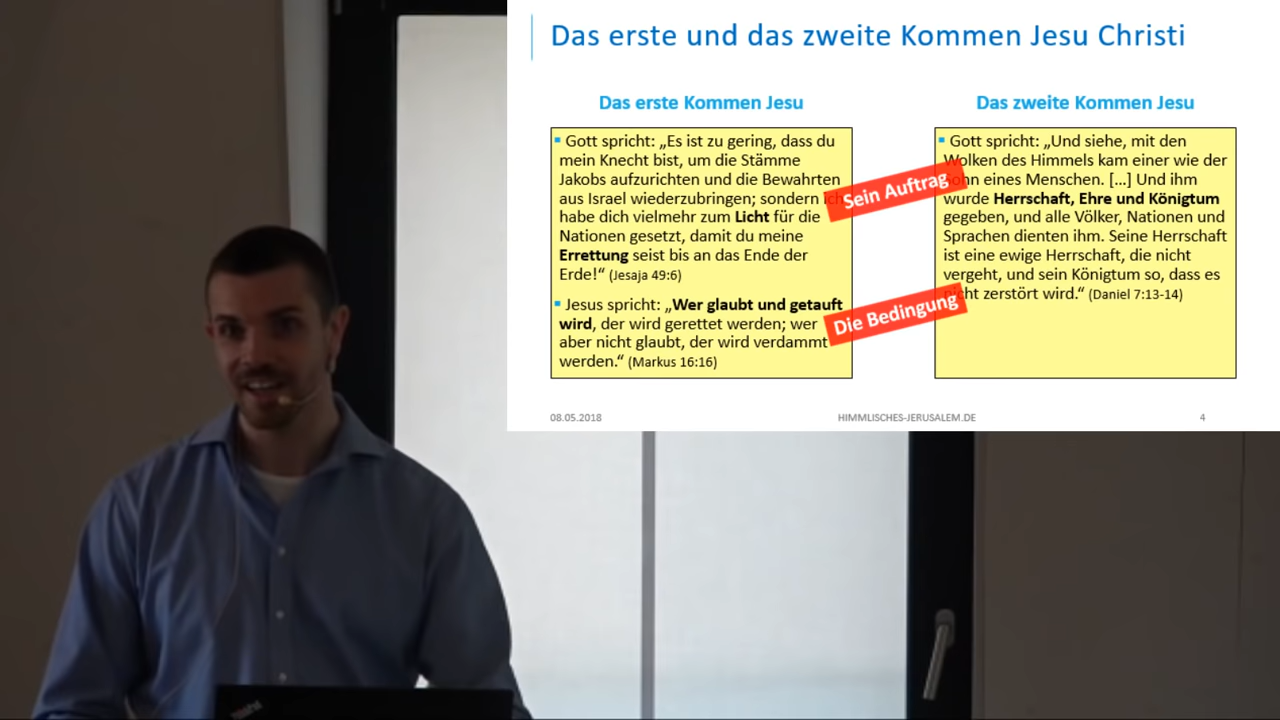 Das erste und das zweite Kommen Jesu Christi
Das erste Kommen Jesu
Gott spricht: „Es ist zu gering, dass du
mein Knecht bist, um die Stämme
Jakobs aufzurichten und die Bewahrten
aus Israel wiederzubringen; sondern ich
habe dich vielmehr zum Licht für die
Nationen gesetzt, damit du meine
Errettung seist bis an das Ende der
Erde!“ (Jesaja 49:6)
Jesus spricht: „Wer glaubt und getauft
wird, der wird gerettet werden; wer
aber nicht glaubt, der wird verdammt
werden.“ (Markus 16:16)
Sein Auftrag
Die Bedingung
Das zweite Kommen Jesu
Gott spricht: „Und siehe, mit den
Wolken des Himmels kam einer wie der
Sohn eines Menschen. [...] Und ihm
wurde Herrschaft, Ehre und Königtum
gegeben, und alle Völker, Nationen und
Sprachen dienten ihm. Seine Herrschaft
ist eine ewige Herrschaft, die nicht
vergeht, und sein Königtum so, dass es
nicht zerstört wird.“ (Daniel 7:13-14)
08.05.2018
HIMMLISCHES-JERUSALEM.DE
4
ThinkPad